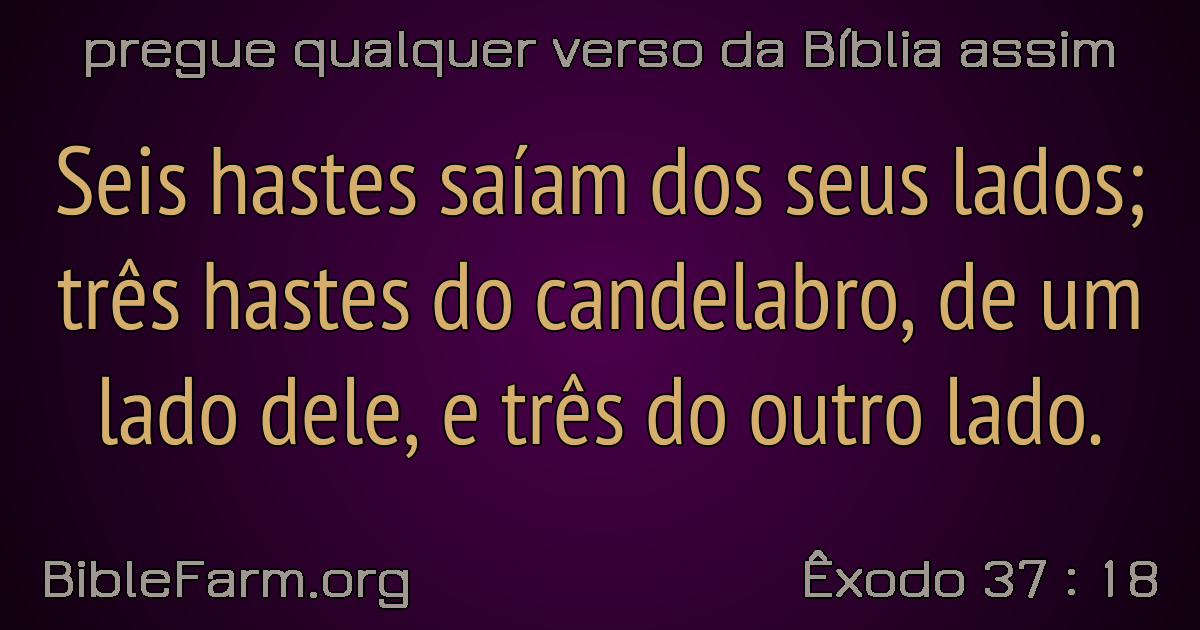 pregue qualquer verso da Bíblia assim
Seis hastes saíam dos seus lados;
três hastes do candelabro, de um
lado dele, e três do outro lado.
BibleFarm.org
Êxodo 37 : 18